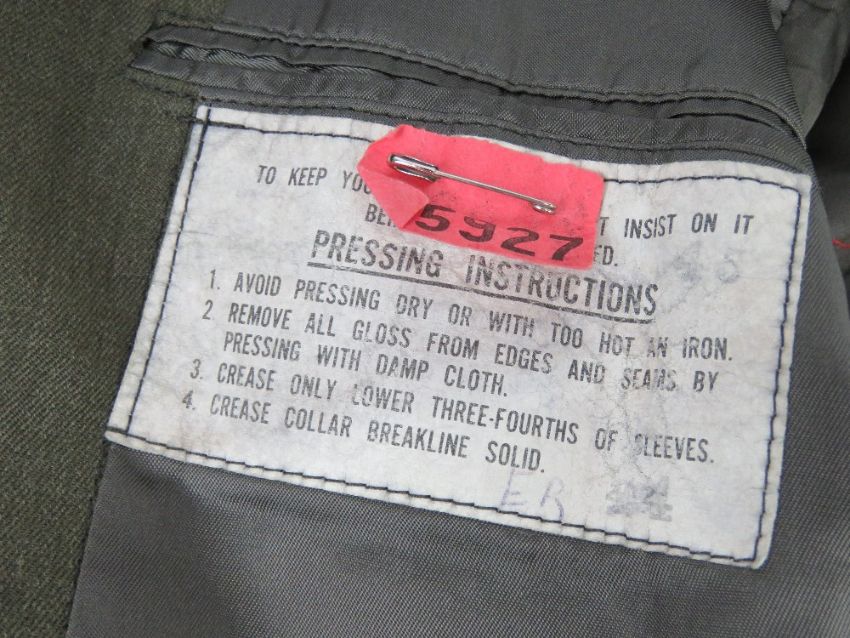 5927
TO KEEP INSIST ON IT
PRESSING INSTRUCTIONS
1. AVOID PRESSING DRY OR WITH TOO HOT AN IRON.
2. REMOVE ALL GLOSS FROM EDGES AND SEAMS BY
PRESSING WITH DAMP CLOTH.
3. CREASE ONLY LOWER THREE-FOURTHS OF SLEEVES.
4. CREASE COLLAR BREAKLINE SOLID.
ER